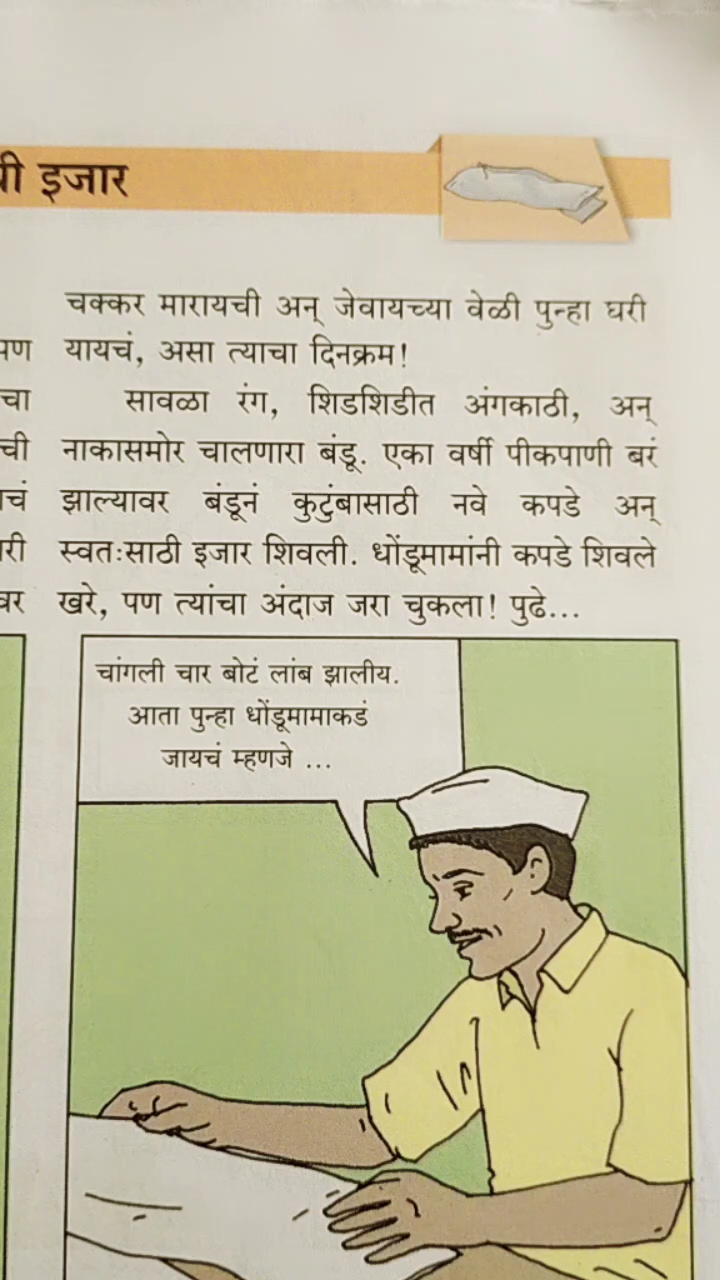 ची इजार
चक्कर मारायची अन् जेवायच्या वेळी पुन्हा घरी
यायचं, असा त्याचा दिनक्रम!
सावळा रंग, शिडशिडीत अंगकाठी, अन्
नाकासमोर चालणारा बंडू. एका वर्षी पीकपाणी बरं
झाल्यावर बंडूनं कुटुंबासाठी नवे कपडे अन्
स्वतःसाठी इजार शिवली. धोंडूमामांनी कपडे शिवले
खरे, पण त्यांचा अंदाज जरा चुकला! पुढे...
चांगली चार बोटं लांब झालीय.
आता पुन्हा धोंडूमामाकडं
जायचं म्हणजे ...